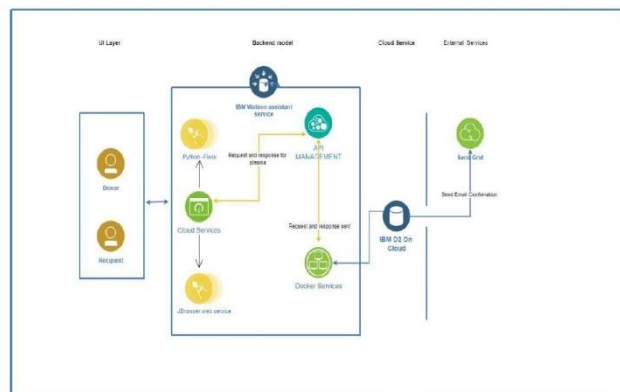 UI Layer
Backend model
Cloud Service
External Services
IBM Watson assistant
service
Python -Flask
API
MANAGEMENT
Request and response for
plasma
Send Grid
Donor
Send Email Confirmation
Cloud Services
Request and response sent
IBM D2 On
Cloud
Recipient
Docker Services
JBrowser web service